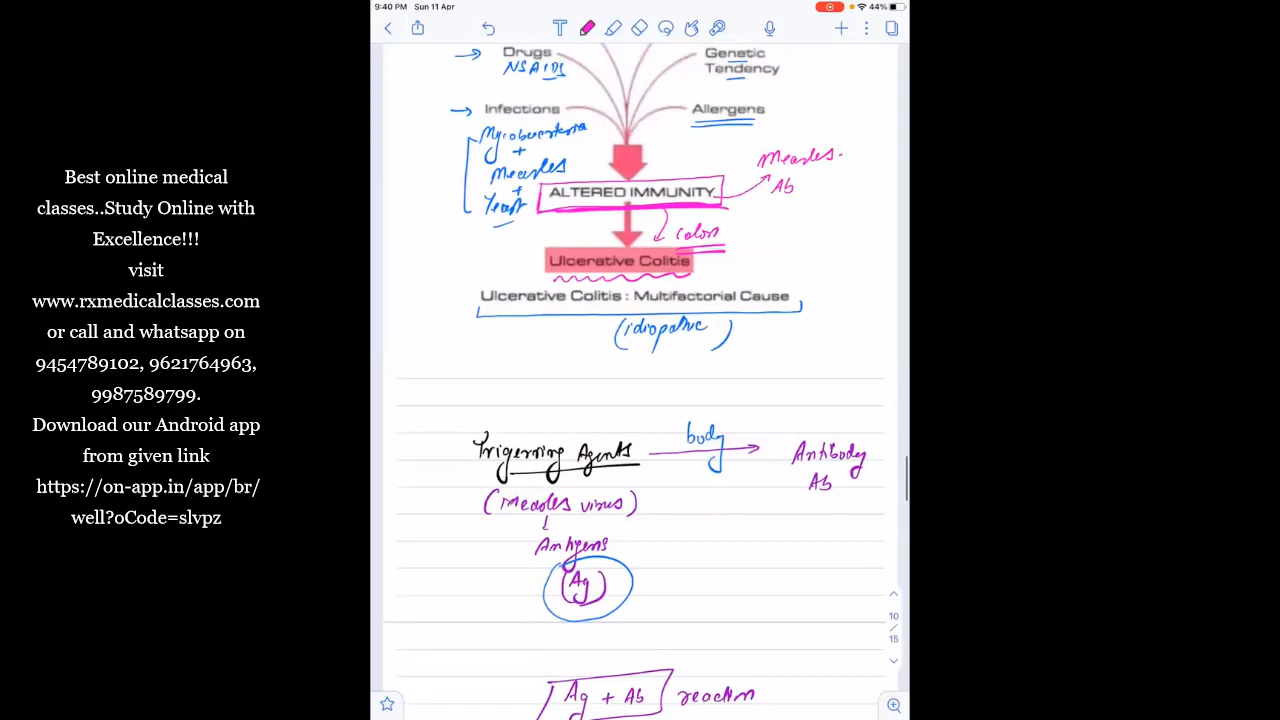 9:40 PM Sun 11 Apr
44%
Best online medical
classes..Study Online with
Excellence!!!
visit
www.rxmedicalclasses.com
or call and whatsapp on
9454789102, 9621764963,
9987589799.
Download our Android app
from given link
https://on-app.in/app/br/
well?oCode=slvpz
Drugs
NSAIDS
Genetic
Tendency
Infections
Allergens
Mycobacteria
+
Measles
+
Yeast
Measles.
Ab
ALTERED IMMUNITY
colon
Ulcerative Colitis
Ulcerative Colitis : Multifactorial Cause
(idiopathic)
Trigerring Agents
body
Antibody
Ab
(measles virus)
Antigens
(Ag)
10
/
15
Ag + Ab reaction